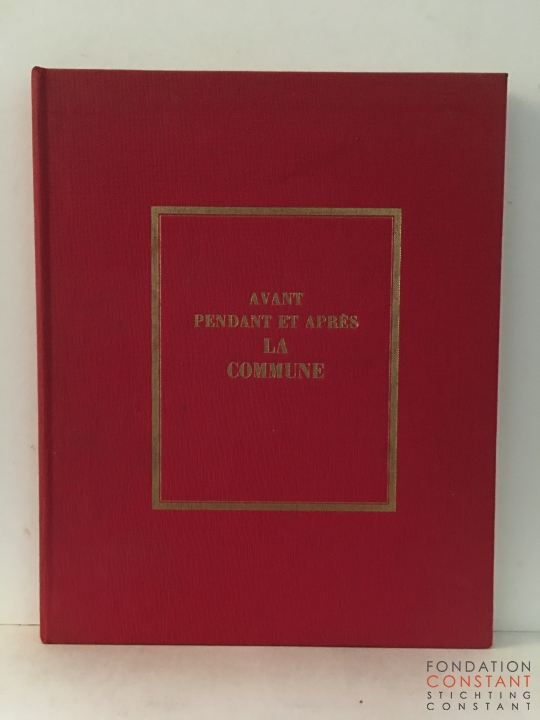 AVANT
PENDANT ET APRÈS
LA
COMMUNE
FONDATION
CONSTANT
STICHTING
CONSTANT